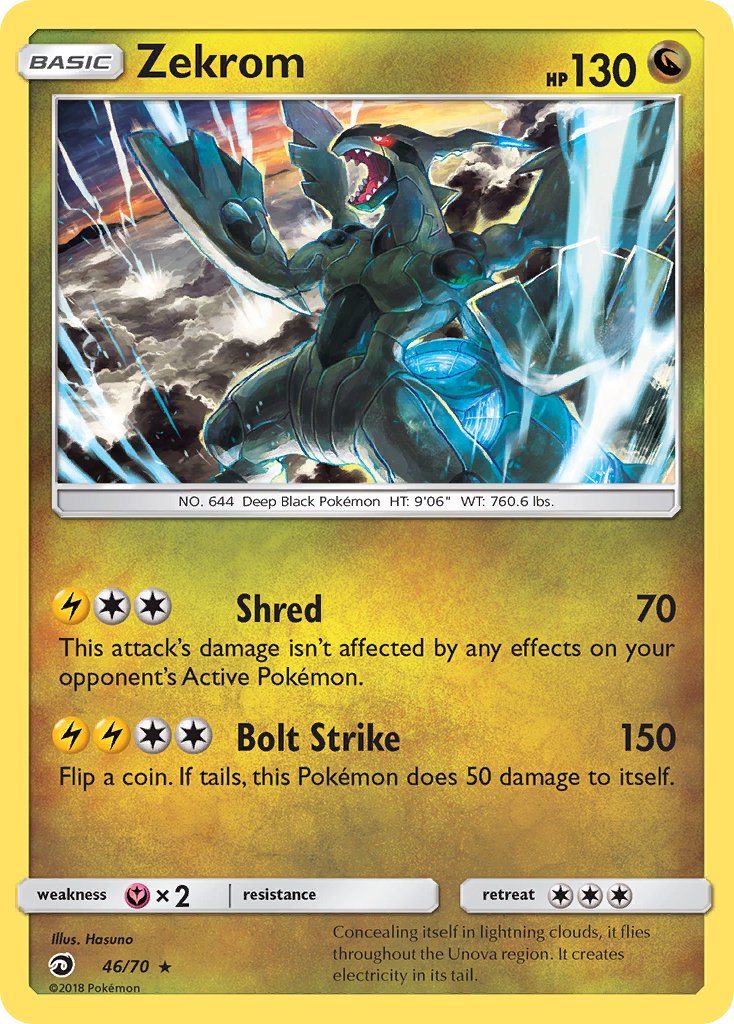 BASIC Zekrom HP 130
NO. 644 Deep Black Pokémon HT: 9'06" WT: 760.6 lbs.
Shred 70
This attack's damage isn't affected by any effects on your
opponent's Active Pokémon.
Bolt Strike 150
Flip a coin. If tails, this Pokémon does 50 damage to itself.
weakness ×2 resistance retreat
Illus. Hasuno
46/70 ★
©2018 Pokémon
Concealing itself in lightning clouds, it flies
throughout the Unova region. It creates
electricity in its tail.